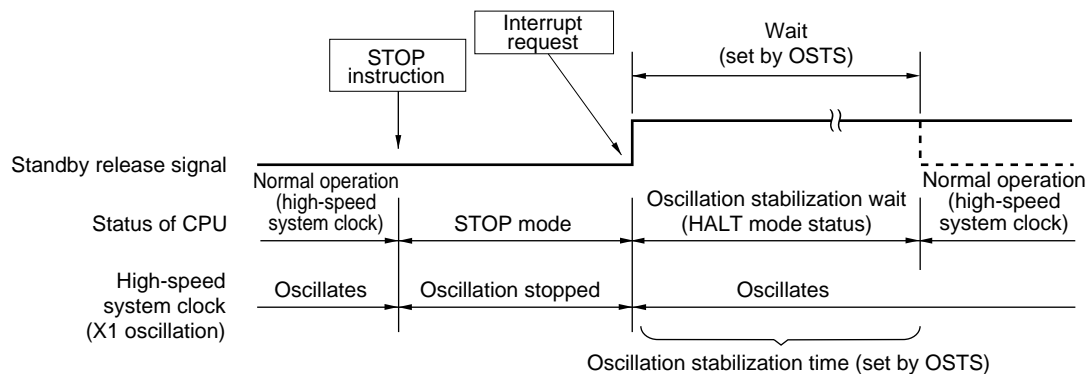 Interrupt
request
Wait
(set by OSTS)
STOP
instruction
Standby release signal
Normal operation
(high-speed
system clock)
Status of CPU
STOP mode
Oscillation stabilization wait
(HALT mode status)
Normal operation
(high-speed
system clock)
High-speed
system clock
(X1 oscillation)
Oscillates
Oscillation stopped
Oscillates
Oscillation stabilization time (set by OSTS)